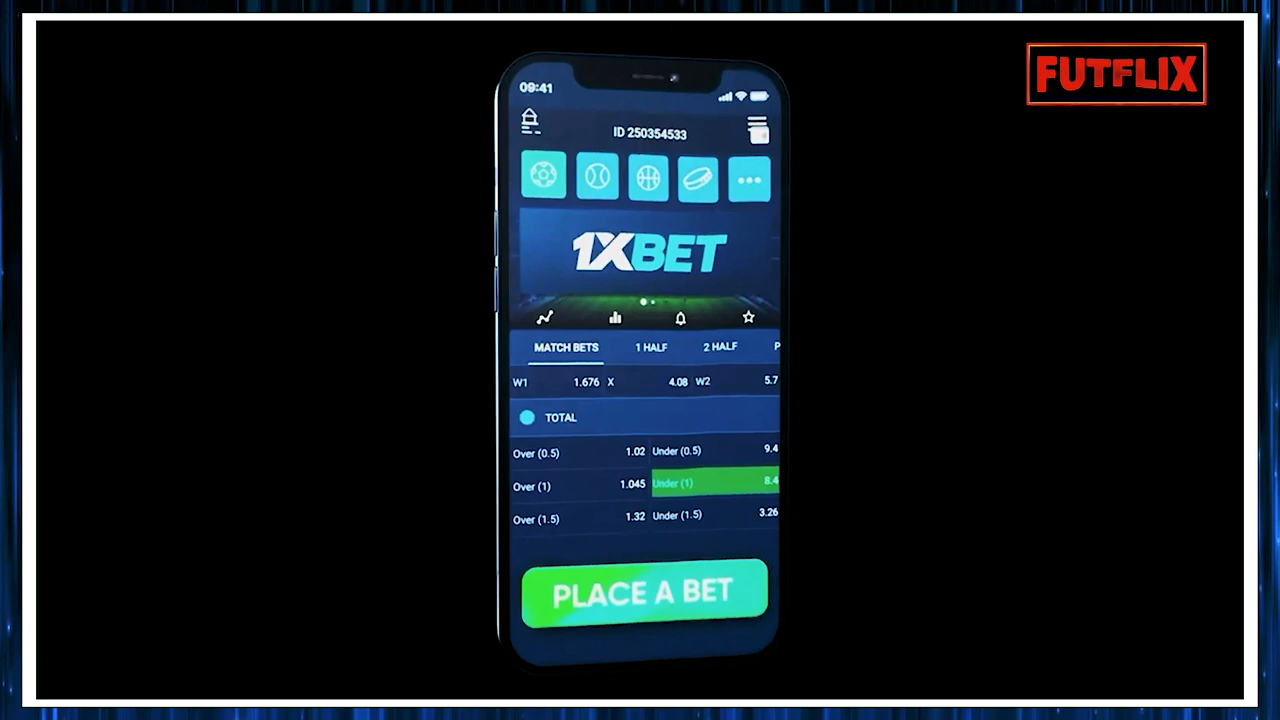 FUTFLIX
09:41
ID 250354533
1XBET
MATCH BETS 1 HALF 2 HALF P
W1 1.676 X 4.08 W2 5.7
TOTAL
Over (0.5) 1.02 Under (0.5) 9.4
Over (1) 1.045 Under (1) 8.4
Over (1.5) 1.32 Under (1.5) 3.26
PLACE A BET